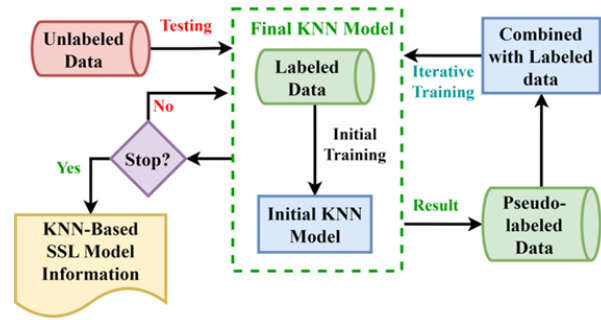 Unlabeled
Data
Testing
Final KNN Model
Labeled
Data
Initial
Training
Initial KNN
Model
Combined
with Labeled
data
Iterative
Training
No
Stop?
Yes
KNN-Based
SSL Model
Information
Result
Pseudo-
labeled
Data